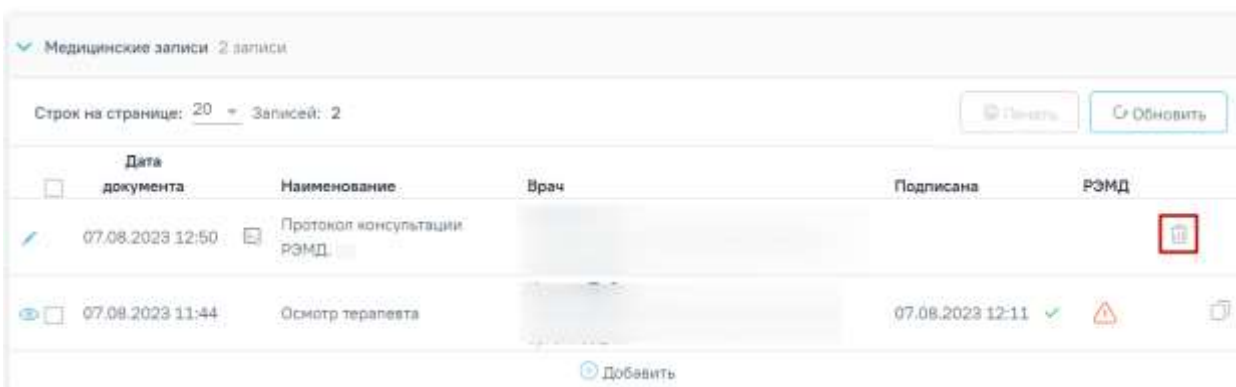 Медицинские записи 2 записи
Строк на странице: 20 Записей: 2 Печать Обновить
Дата документа Наименование Врач Подписана РЭМД
07.08.2023 12:50 Протокол консультации
РЭМД.
07.08.2023 11:44 Осмотр терапевта 07.08.2023 12:11
Добавить